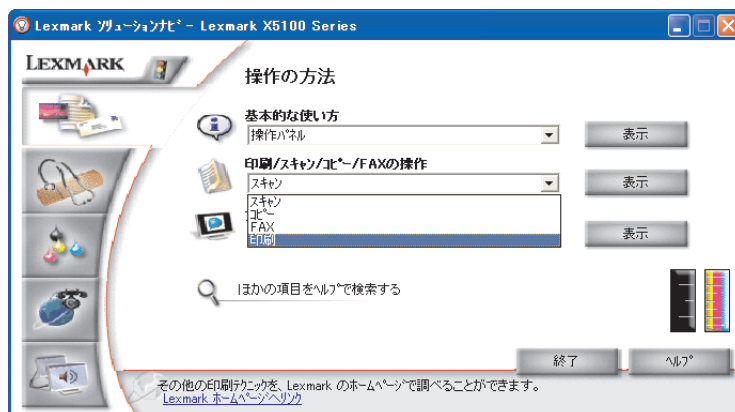 Lexmark ｿﾘｭｰｼｮﾝﾅﾋﾞ - Lexmark X5100 Series
LEXMARK
操作の方法
基本的な使い方
操作ﾊﾟﾈﾙ
表示
印刷/ｽｷｬﾝ/ｺﾋﾟｰ/FAXの操作
ｽｷｬﾝ
表示
ｽｷｬﾝ
ｺﾋﾟｰ
FAX
印刷
表示
ほかの項目をﾍﾙﾌﾟで検索する
終了
ﾍﾙﾌﾟ
その他の印刷ﾃｸﾆｯｸを、Lexmark のﾎｰﾑﾍﾟｰｼﾞで調べることができます。
Lexmark ﾎｰﾑﾍﾟｰｼﾞへﾘﾝｸ